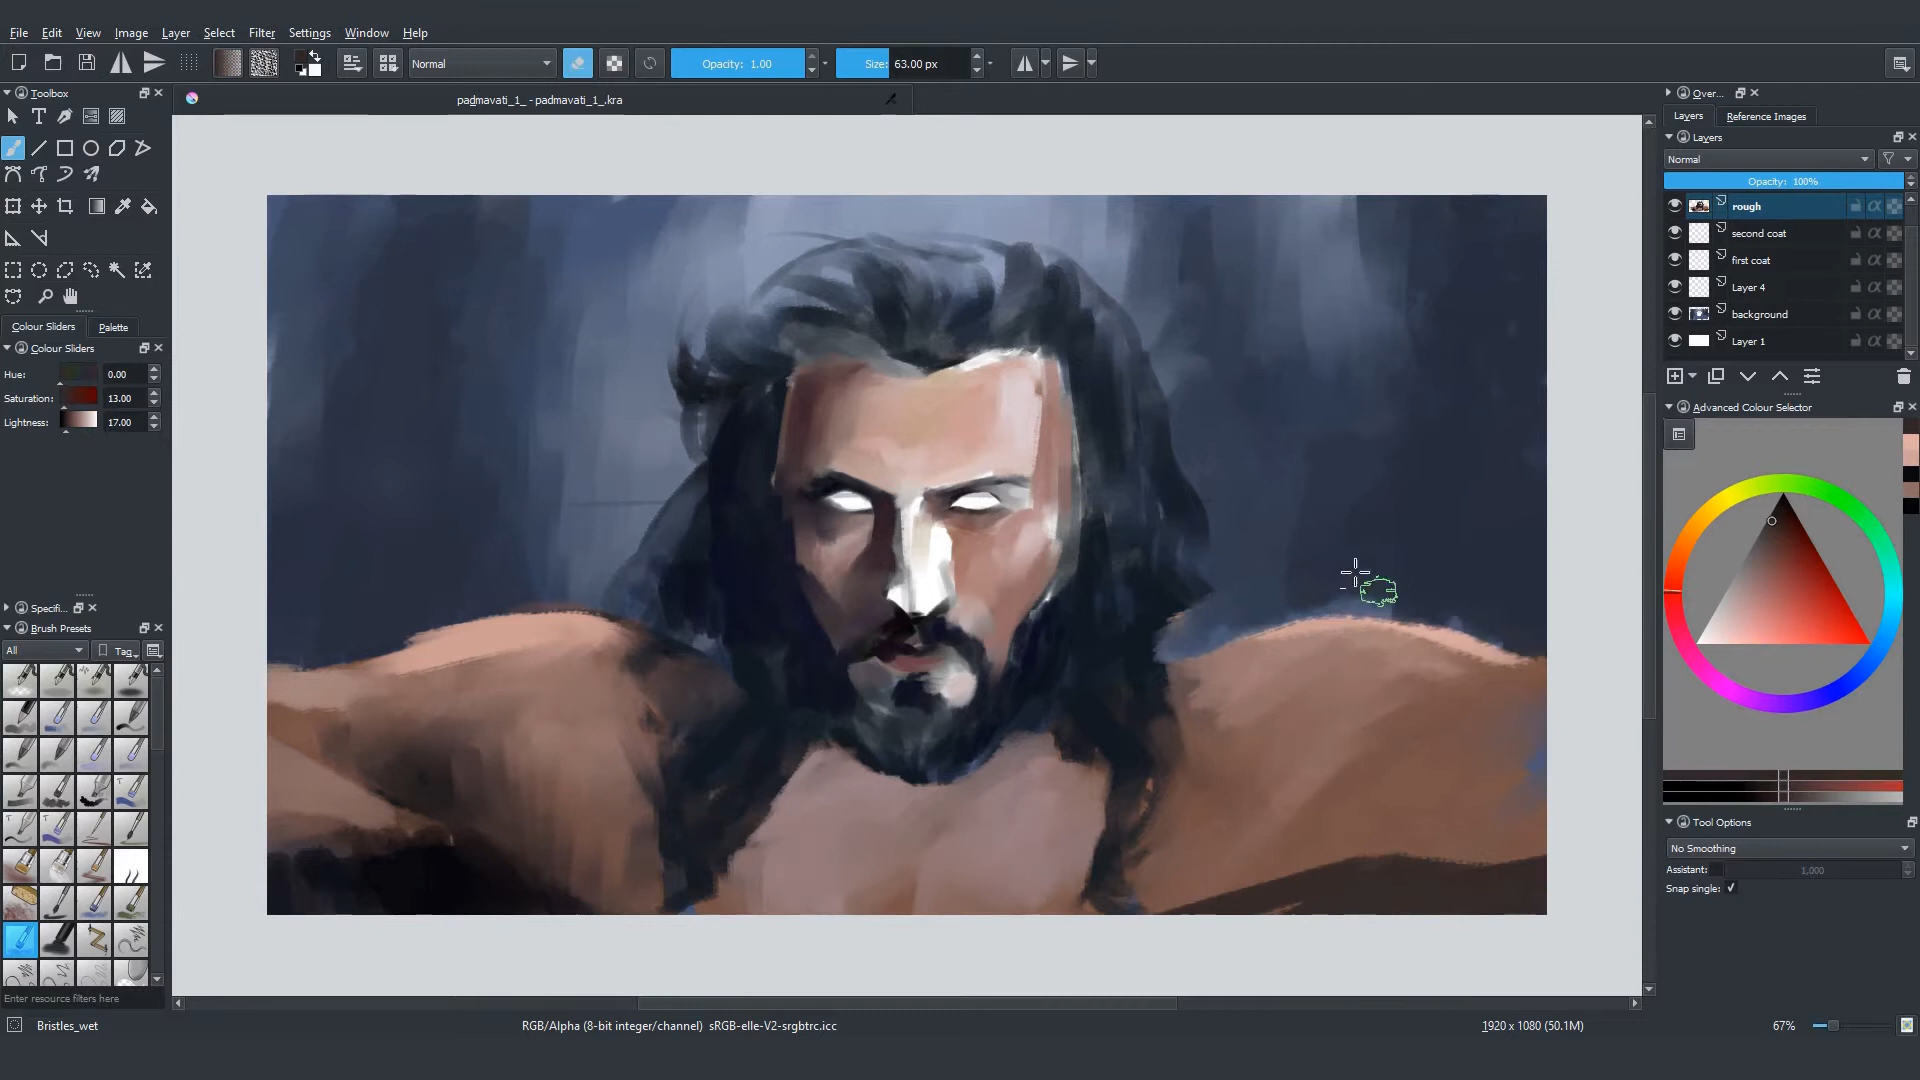 File Edit View Image Layer Select Filter Settings Window Help
Normal
Opacity: 1.00
Size: 63.00 px
Toolbox
padmavati_1_ - padmavati_1_.kra
Over...
Layers Reference Images
Layers
Normal
Opacity: 100%
rough
second coat
first coat
Layer 4
background
Layer 1
Colour Sliders Palette
Colour Sliders
Hue: 0.00
Saturation: 13.00
Lightness: 17.00
Advanced Colour Selector
Specifi...
Brush Presets
All
Tag
Tool Options
No Smoothing
Assistant: 1,000
Snap single:
Enter resource filters here
Bristles_wet
RGB/Alpha (8-bit integer/channel) sRGB-elle-V2-srgbtrc.icc
1920 x 1080 (50.1M)
67%